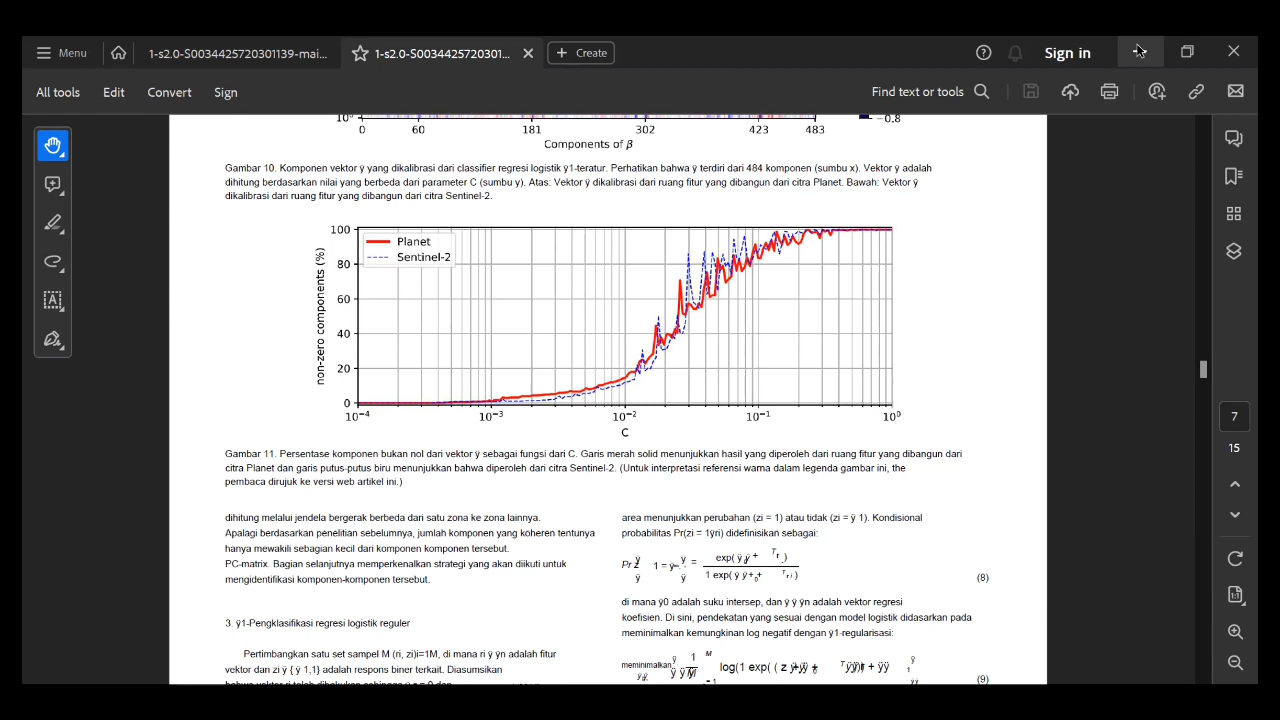 Menu
1-s2.0-S0034425720301139-mai...
1-s2.0-S0034425720301...
Create
Sign in
All tools
Edit
Convert
Sign
Find text or tools
0 60 181 302 423 483
−0.8
Components of β
Gambar 10. Komponen vektor ÿ yang dikalibrasi dari classifier regresi logistik ÿ1-teratur. Perhatikan bahwa ÿ terdiri dari 484 komponen (sumbu x). Vektor ÿ adalah
dihitung berdasarkan nilai yang berbeda dari parameter C (sumbu y). Atas: Vektor ÿ dikalibrasi dari ruang fitur yang dibangun dari citra Planet. Bawah: Vektor ÿ
dikalibrasi dari ruang fitur yang dibangun dari citra Sentinel-2.
Planet
Sentinel-2
non-zero components (%)
100
80
60
40
20
0
10⁻⁴ 10⁻³ 10⁻² 10⁻¹ 10⁰
C
Gambar 11. Persentase komponen bukan nol dari vektor ÿ sebagai fungsi dari C. Garis merah solid menunjukkan hasil yang diperoleh dari ruang fitur yang dibangun dari
citra Planet dan garis putus-putus biru menunjukkan bahwa diperoleh dari citra Sentinel-2. (Untuk interpretasi referensi warna dalam legenda gambar ini, the
pembaca dirujuk ke versi web artikel ini.)
dihitung melalui jendela bergerak berbeda dari satu zona ke zona lainnya.
Apalagi berdasarkan penelitian sebelumnya, jumlah komponen yang koheren tentunya
hanya mewakili sebagian kecil dari komponen komponen tersebut.
PC-matrix. Bagian selanjutnya memperkenalkan strategi yang akan diikuti untuk
mengidentifikasi komponen-komponen tersebut.
3. ÿ1-Pengklasifikasi regresi logistik reguler
Pertimbangkan satu set sampel M (ri, zi)i=1M, di mana ri ÿ ÿn adalah fitur
vektor dan zi ÿ { ÿ 1,1} adalah respons biner terkait. Diasumsikan
area menunjukkan perubahan (zi = 1) atau tidak (zi = ÿ 1). Kondisional
probabilitas Pr(zi = 1ÿri) didefinisikan sebagai:
(8)
di mana ÿ0 adalah suku intersep, dan ÿ ÿ ÿn adalah vektor regresi
koefisien. Di sini, pendekatan yang sesuai dengan model logistik didasarkan pada
meminimalkan kemungkinan log negatif dengan ÿ1-regularisasi:
meminimalkan
(9)
7
15